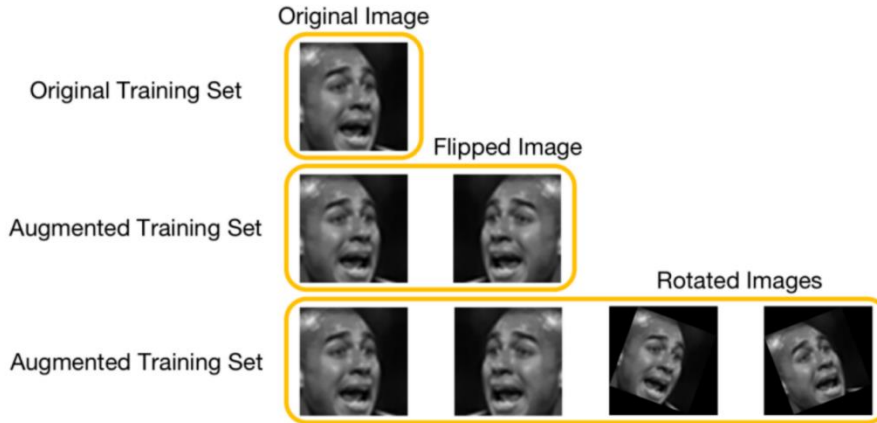 Original Image
Original Training Set
Flipped Image
Augmented Training Set
Rotated Images
Augmented Training Set